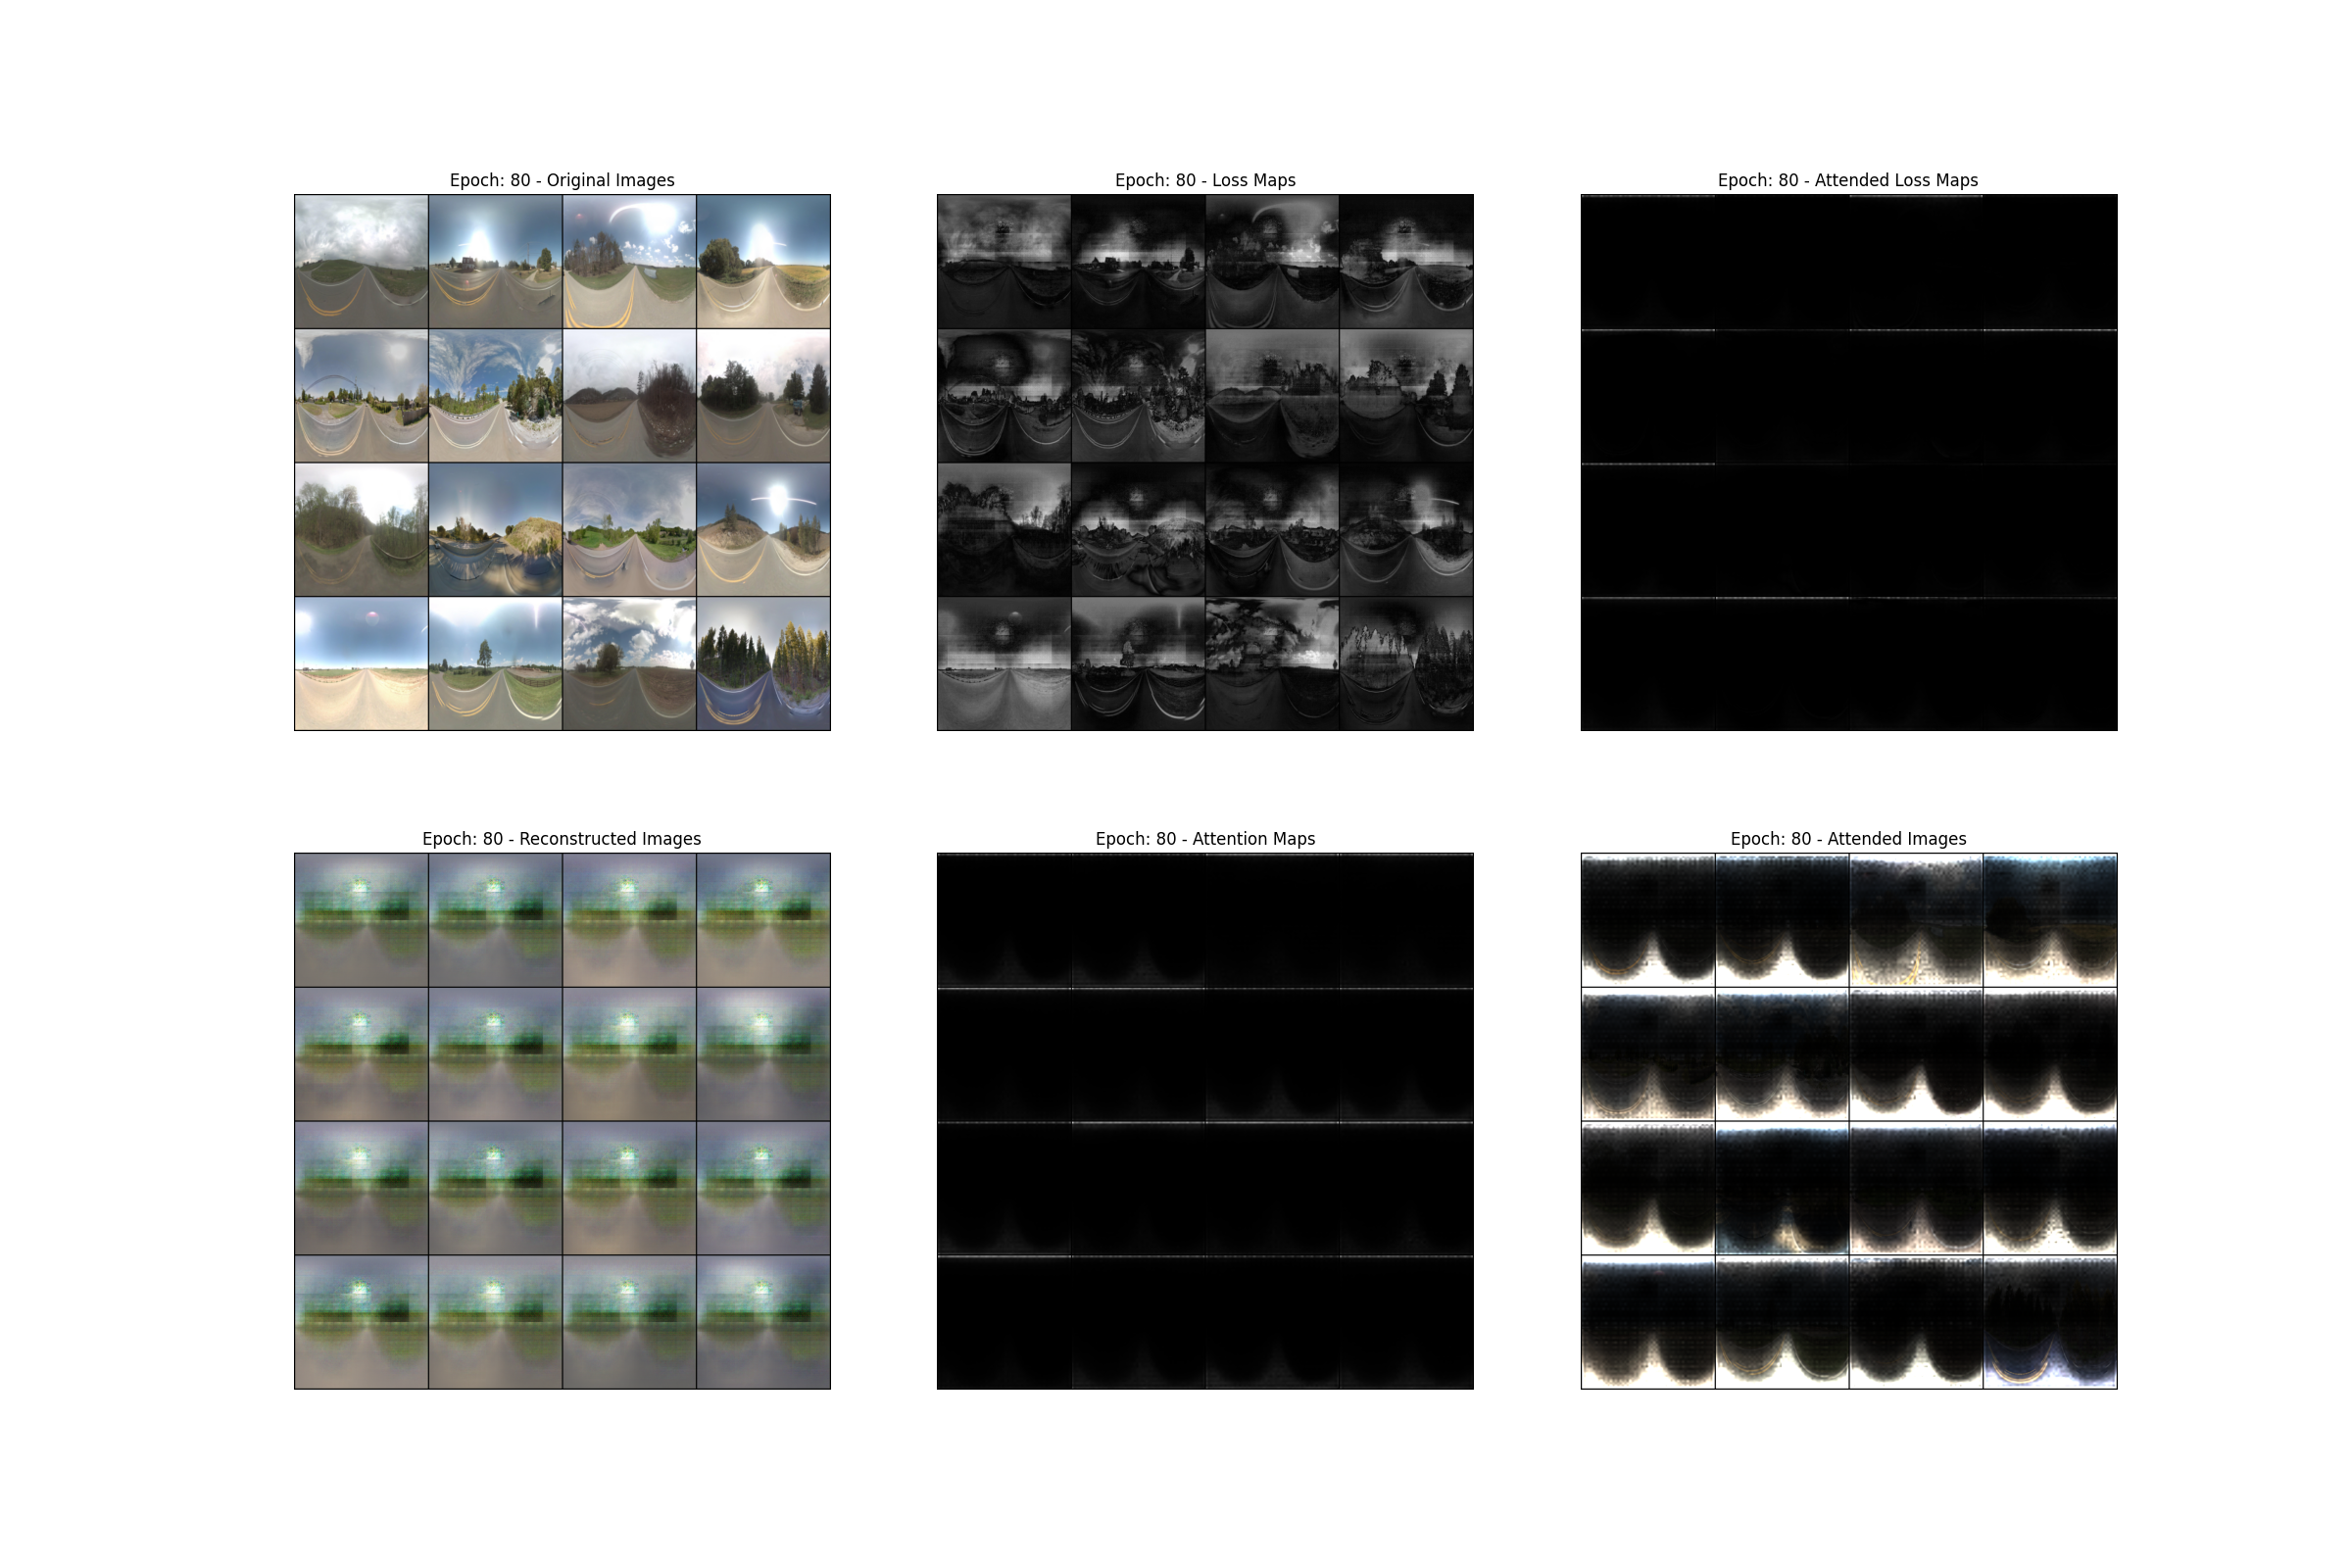 Epoch: 80 - Original Images
Epoch: 80 - Loss Maps
Epoch: 80 - Attended Loss Maps
Epoch: 80 - Reconstructed Images
Epoch: 80 - Attention Maps
Epoch: 80 - Attended Images